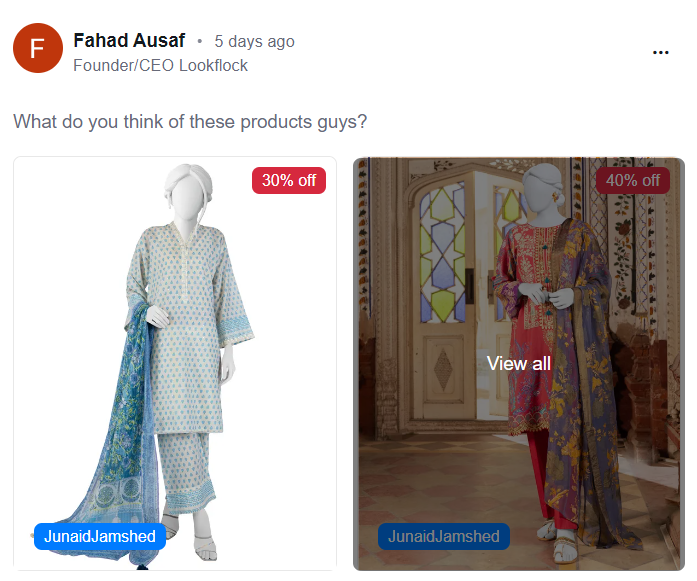 F
Fahad Ausaf • 5 days ago
Founder/CEO Lookflock
...
What do you think of these products guys?
30% off
40% off
View all
JunaidJamshed
JunaidJamshed